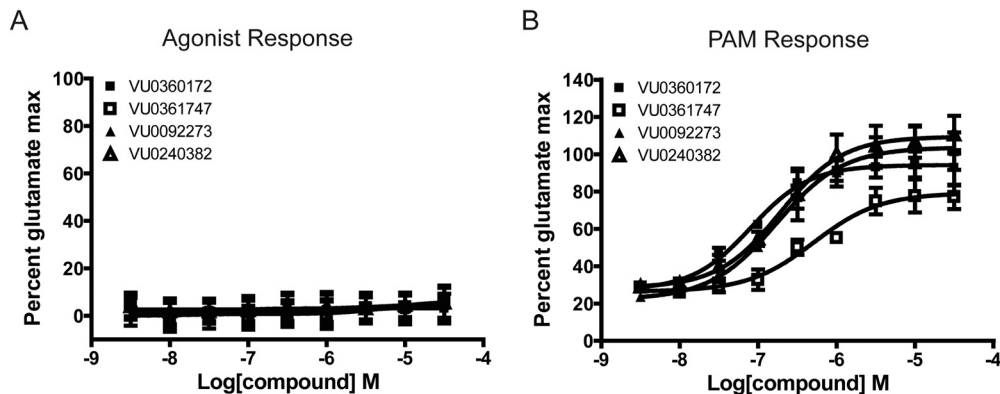 A
Agonist Response
Percent glutamate max
100
80
60
40
20
0
VU0360172
VU0361747
VU0092273
VU0240382
-9 -8 -7 -6 -5 -4
Log[compound] M
B
PAM Response
Percent glutamate max
140
120
100
80
60
40
20
0
VU0360172
VU0361747
VU0092273
VU0240382
-9 -8 -7 -6 -5 -4
Log[compound] M